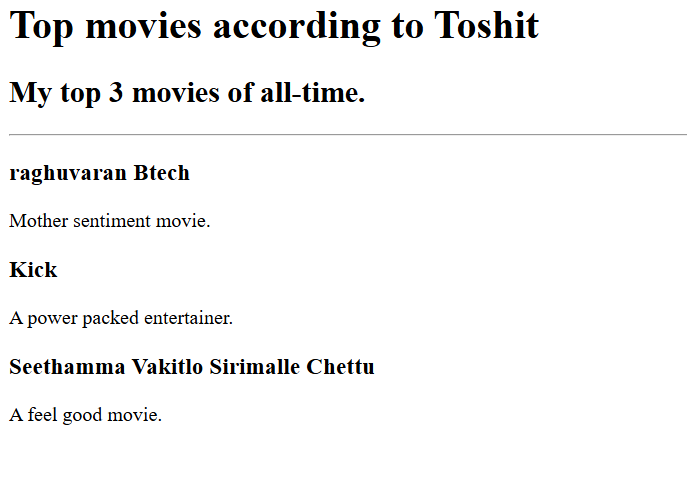 Top movies according to Toshit
My top 3 movies of all-time.
raghuvaran Btech
Mother sentiment movie.
Kick
A power packed entertainer.
Seethamma Vakitlo Sirimalle Chettu
A feel good movie.